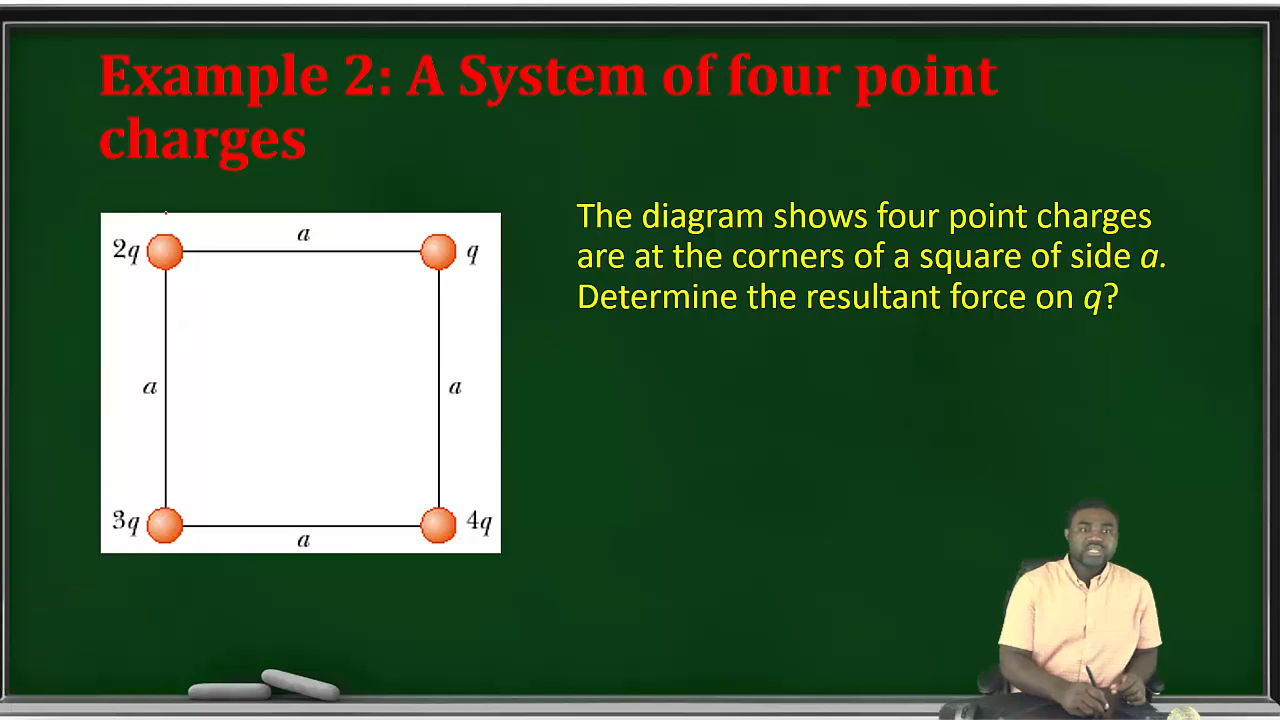 Example 2: A System of four point
charges
The diagram shows four point charges
are at the corners of a square of side a.
Determine the resultant force on q?
a
2q
q
a
a
3q
4q
a